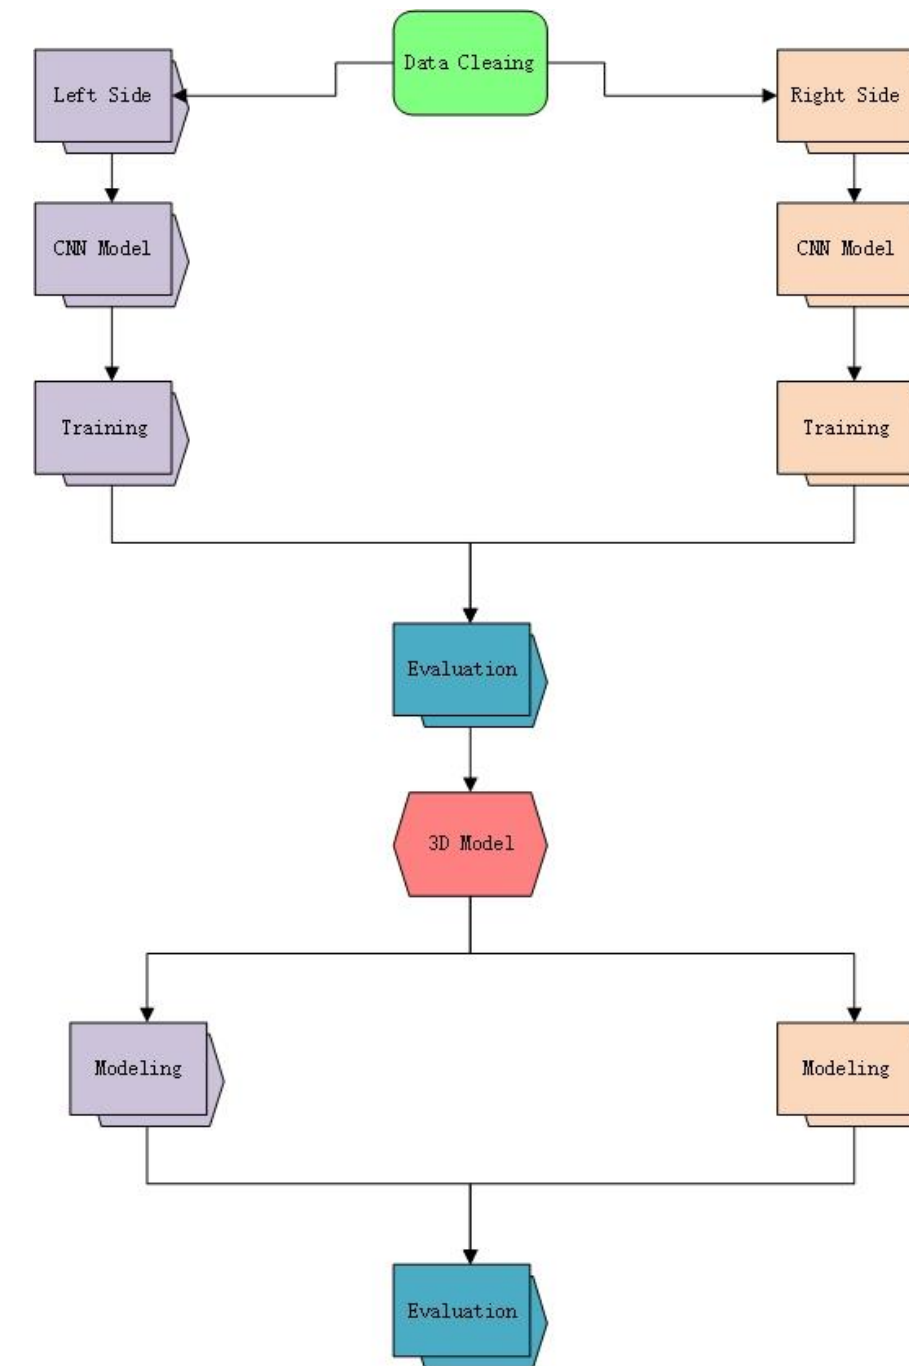 Data Cleaing
Left Side
Right Side
CNN Model
CNN Model
Training
Training
Evaluation
3D Model
Modeling
Modeling
Evaluation